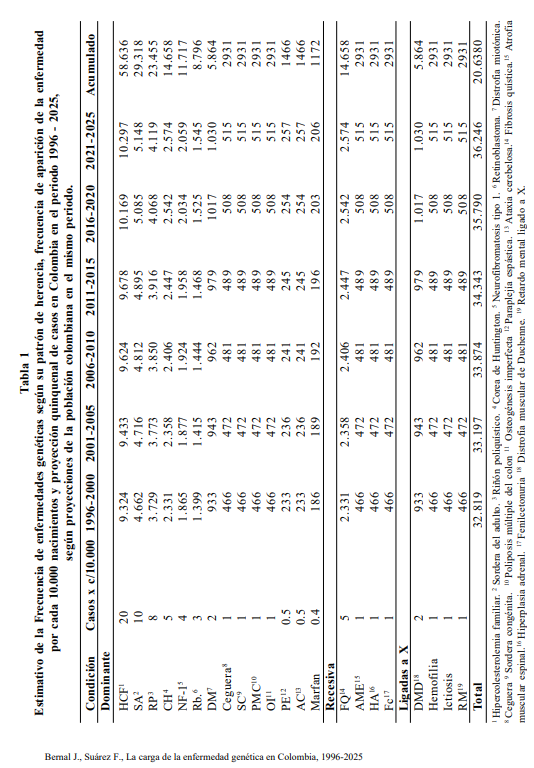 Tabla 1
Estimativo de la Frecuencia de enfermedades genéticas según su patrón de herencia, frecuencia de aparición de la enfermedad
por cada 10.000 nacimientos y proyección quinquenal de casos en Colombia en el periodo 1996 - 2025,
según proyecciones de la población colombiana en el mismo periodo.
Condición Casos x c/10.000 1996-2000 2001-2005 2006-2010 2011-2015 2016-2020 2021-2025 Acumulado
Dominante
HCF¹ 20 9.324 9.433 9.624 9.678 10.169 10.297 58.636
SA² 10 4.662 4.716 4.812 4.895 5.085 5.148 29.318
RP³ 8 3.729 3.773 3.850 3.916 4.068 4.119 23.455
CH⁴ 5 2.331 2.358 2.406 2.447 2.542 2.574 14.658
NF-1⁵ 4 1.865 1.877 1.924 1.958 2.034 2.059 11.717
Rb.⁶ 3 1.399 1.415 1.444 1.468 1.525 1.545 8.796
DM⁷ 2 933 943 962 979 1017 1.030 5.864
Ceguera⁸ 1 466 472 481 489 508 515 2931
SC⁹ 1 466 472 481 489 508 515 2931
PMC¹⁰ 1 466 472 481 489 508 515 2931
OI¹¹ 1 466 472 481 489 508 515 2931
PE¹² 0.5 233 236 241 245 254 257 1466
AC¹³ 0.5 233 236 241 245 254 257 1466
Marfan 0.4 186 189 192 196 203 206 1172
Recesiva
FQ¹⁴ 5 2.331 2.358 2.406 2.447 2.542 2.574 14.658
AME¹⁵ 1 466 472 481 489 508 515 2931
HA¹⁶ 1 466 472 481 489 508 515 2931
Fc¹⁷ 1 466 472 481 489 508 515 2931
Ligadas a X
DMD¹⁸ 2 933 943 962 979 1.017 1.030 5.864
Hemofilia 1 466 472 481 489 508 515 2931
Ictiosis 1 466 472 481 489 508 515 2931
RM¹⁹ 1 466 472 481 489 508 515 2931
Total 32.819 33.197 33.874 34.343 35.790 36.246 20.6380
¹ Hipercolesterolemia familiar. ² Sordera del adulto. ³ Riñón poliquístico. ⁴ Corea de Huntington. ⁵ Neurofibromatosis tipo 1. ⁶ Retinoblastoma. ⁷ Distrofia miotónica.
⁸ Ceguera ⁹ Sordera congénita. ¹⁰ Poliposis múltiple del colon ¹¹ Osteogénesis imperfecta ¹² Paraplejia espástica. ¹³ Ataxia cerebelosa. ¹⁴ Fibrosis quística. ¹⁵ Atrofia
muscular espinal. ¹⁶ Hiperplasia adrenal. ¹⁷ Fenilcetonuria ¹⁸ Distrofia muscular de Duchenne. ¹⁹ Retardo mental ligado a X.
Bernal J., Suárez F., La carga de la enfermedad genética en Colombia, 1996-2025